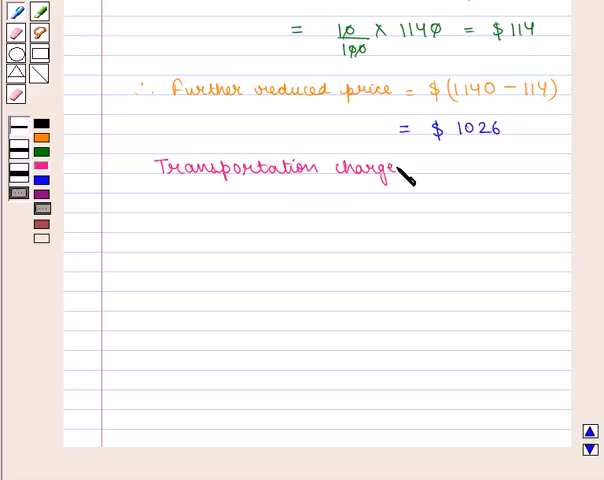 = 10/100 × 1140 = $ 114
∴ Further reduced price = $ (1140 - 114)
= $ 1026
Transportation charge